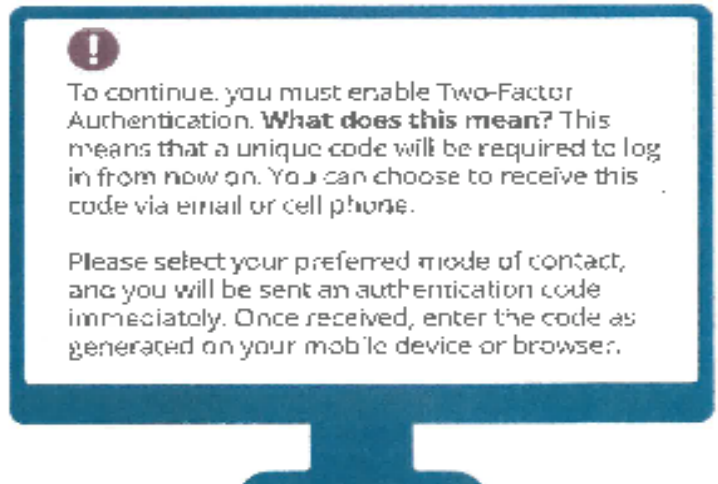 To continue, you must enable Two-Factor
Authentication. What does this mean? This
means that a unique code will be required to log
in from now on. You can choose to receive this
code via email or cell phone.
Please select your preferred mode of contact,
and you will be sent an authentication code
immediately. Once received, enter the code as
generated on your mobile device or browser.